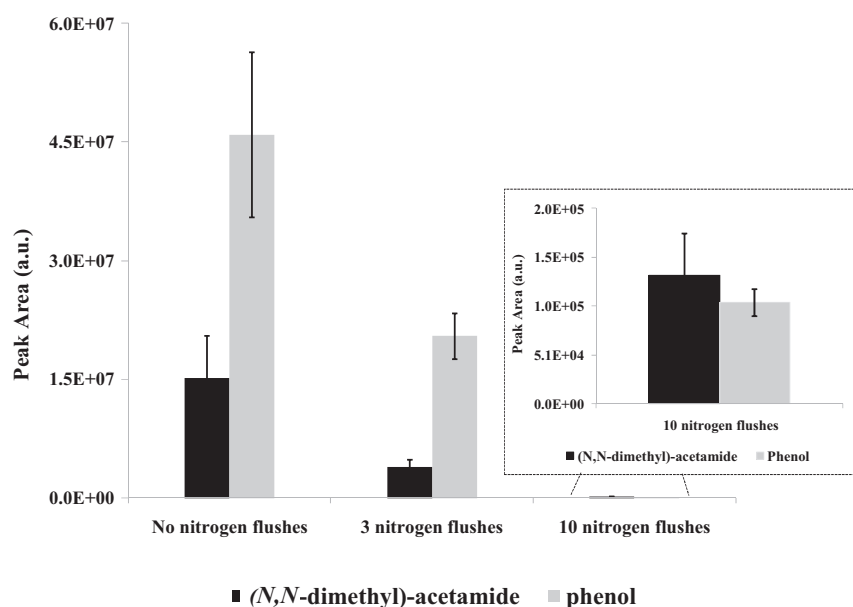 6.0E+07
4.5E+07
3.0E+07
1.5E+07
0.0E+00
Peak Area (a.u.)
No nitrogen flushes
3 nitrogen flushes
10 nitrogen flushes
2.0E+05
1.5E+05
1.0E+05
5.1E+04
0.0E+00
Peak Area (a.u.)
10 nitrogen flushes
(N,N-dimethyl)-acetamide
Phenol
(N,N-dimethyl)-acetamide
phenol